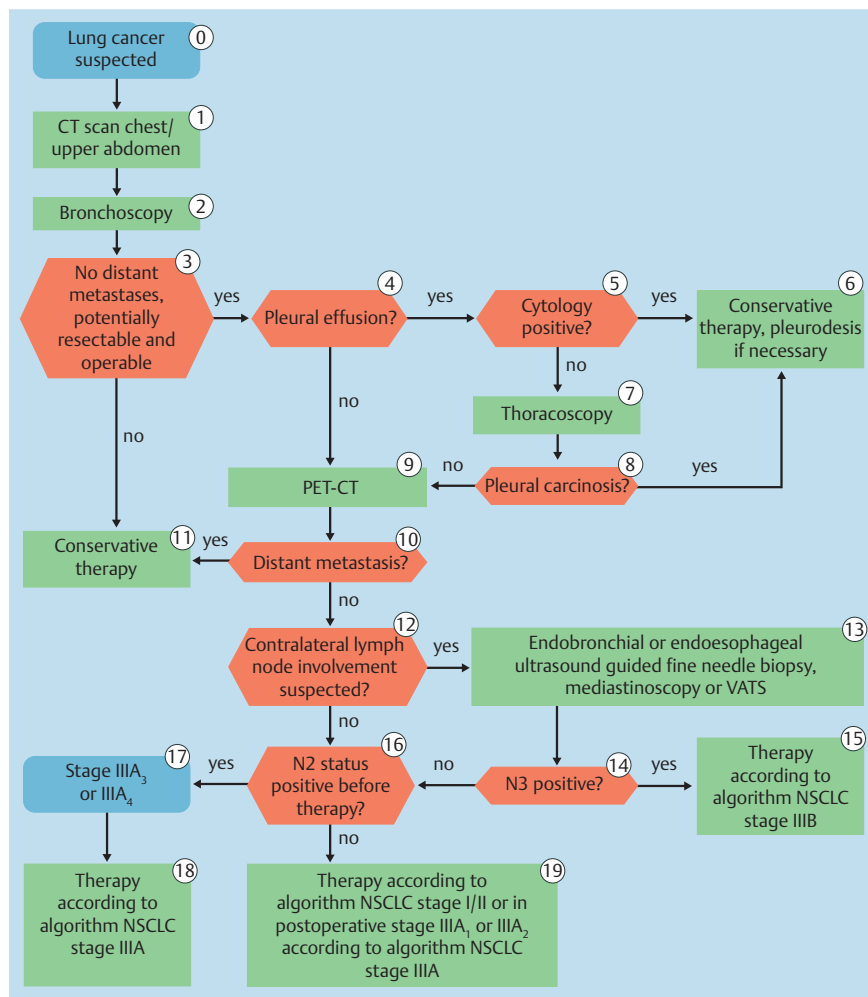 0
Lung cancer
suspected
1
CT scan chest/
upper abdomen
2
Bronchoscopy
3
No distant
metastases,
potentially
resectable and
operable
yes
no
4
Pleural effusion?
yes
no
5
Cytology
positive?
yes
no
6
Conservative
therapy, pleurodesis
if necessary
7
Thoracoscopy
8
Pleural carcinosis?
no
yes
9
PET-CT
10
Distant metastasis?
yes
no
11
Conservative
therapy
12
Contralateral lymph
node involvement
suspected?
yes
no
13
Endobronchial or endoesophageal
ultrasound guided fine needle biopsy,
mediastinoscopy or VATS
14
N3 positive?
no
yes
15
Therapy
according to
algorithm NSCLC
stage IIIB
16
N2 status
positive before
therapy?
yes
no
17
Stage IIIA₃
or IIIA₄
18
Therapy
according to
algorithm NSCLC
stage IIIA
19
Therapy according to
algorithm NSCLC stage I/II or in
postoperative stage IIIA₁ or IIIA₂
according to algorithm NSCLC
stage IIIA